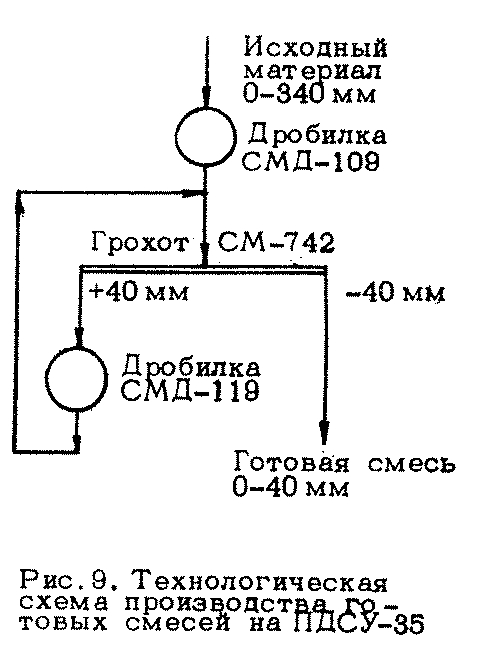 Исходный
материал
0-340 мм
Дробилка
СМД-109
Грохот СМ-742
+40 мм
-40 мм
Дробилка
СМД-119
Готовая смесь
0-40 мм
Рис.9. Технологическая
схема производства го-
товых смесей на ПДСУ-35